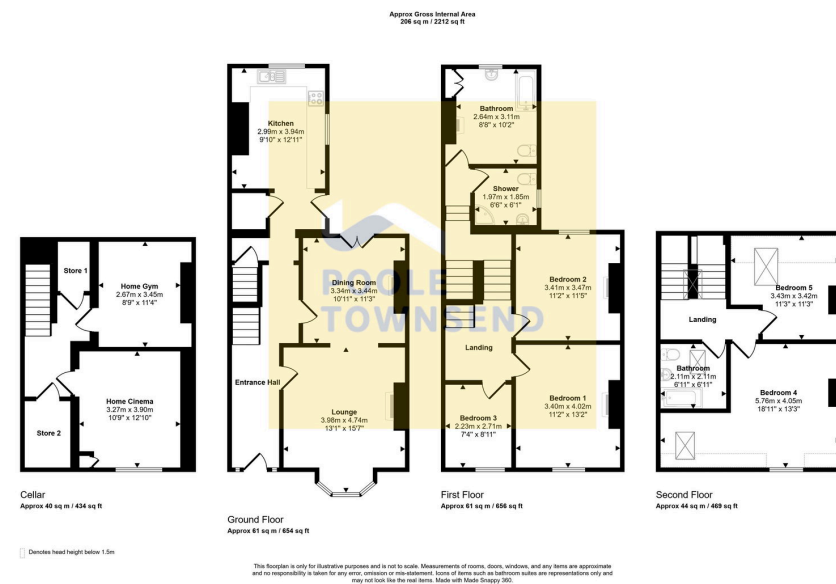 Approx Gross Internal Area
206 sq m / 2212 sq ft
Store 1
Home Gym
2.67m x 3.45m
8'9" x 11'4"
Home Cinema
3.27m x 3.90m
10'9" x 12'10"
Store 2
Cellar
Approx 40 sq m / 434 sq ft
Kitchen
2.99m x 3.94m
9'10" x 12'11"
Dining Room
3.34m x 3.44m
10'11" x 11'3"
Entrance Hall
Lounge
3.98m x 4.74m
13'1" x 15'7"
Ground Floor
Approx 61 sq m / 654 sq ft
POOLE
TOWNSEND
Bathroom
2.64m x 3.11m
8'8" x 10'2"
Shower
1.97m x 1.85m
6'6" x 6'1"
Bedroom 2
3.41m x 3.47m
11'2" x 11'5"
Landing
Bedroom 3
2.23m x 2.71m
7'4" x 8'11"
Bedroom 1
3.40m x 4.02m
11'2" x 13'2"
First Floor
Approx 61 sq m / 656 sq ft
Bedroom 5
3.43m x 3.42m
11'3" x 11'3"
Landing
Bathroom
2.11m x 2.11m
6'11" x 6'11"
Bedroom 4
5.76m x 4.05m
18'11" x 13'3"
Second Floor
Approx 44 sq m / 469 sq ft
Denotes head height below 1.5m
This floorplan is only for illustrative purposes and is not to scale. Measurements of rooms, doors, windows, and any items are approximate
and no responsibility is taken for any error, omission or mis-statement. Icons of items such as bathroom suites are representations only and
may not look like the real items. Made with Made Snappy 360.